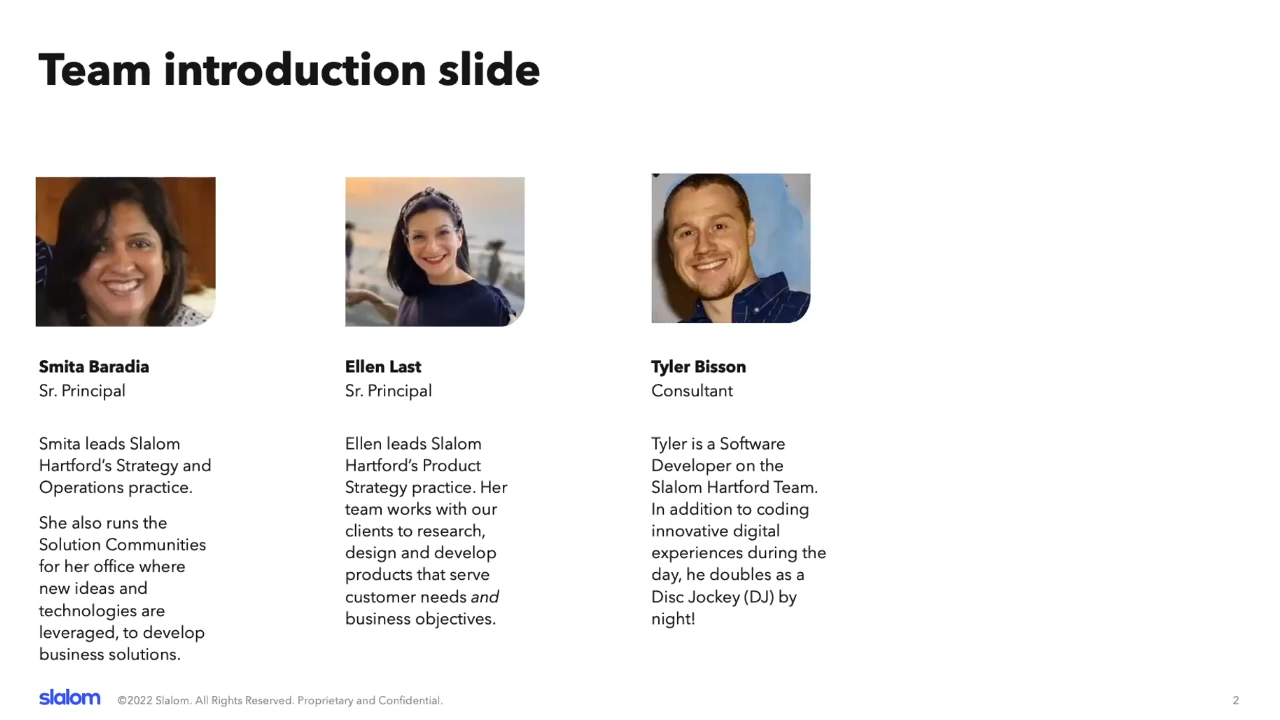 Team introduction slide
Smita Baradia
Sr. Principal
Smita leads Slalom
Hartford’s Strategy and
Operations practice.
She also runs the
Solution Communities
for her office where
new ideas and
technologies are
leveraged, to develop
business solutions.
Ellen Last
Sr. Principal
Ellen leads Slalom
Hartford’s Product
Strategy practice. Her
team works with our
clients to research,
design and develop
products that serve
customer needs and
business objectives.
Tyler Bisson
Consultant
Tyler is a Software
Developer on the
Slalom Hartford Team.
In addition to coding
innovative digital
experiences during the
day, he doubles as a
Disc Jockey (DJ) by
night!
slalom ©2022 Slalom. All Rights Reserved. Proprietary and Confidential. 2